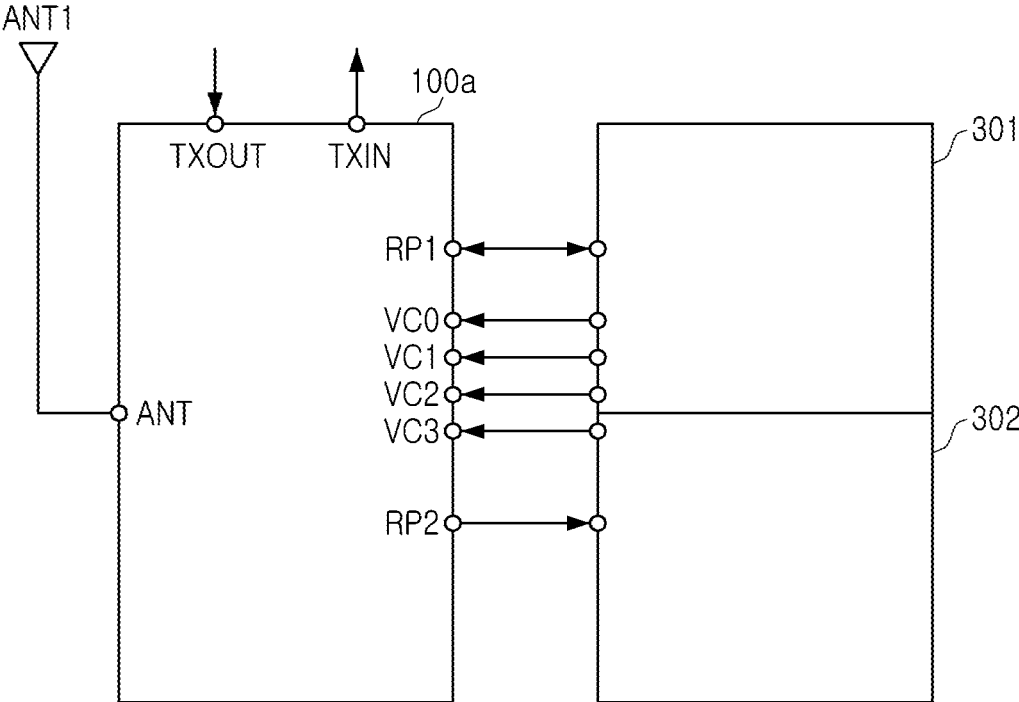 ANT1
100a
301
TXOUT
TXIN
RP1
VC0
VC1
VC2
ANT
VC3
302
RP2